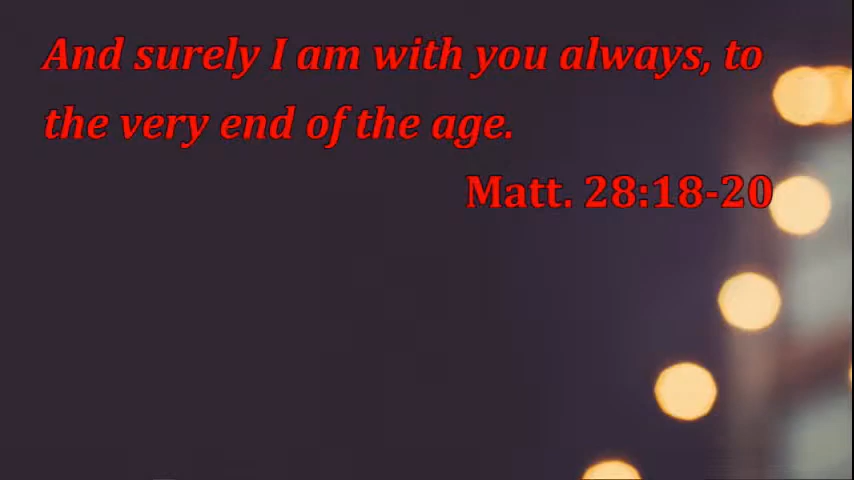 And surely I am with you always, to
the very end of the age.
Matt. 28:18-20